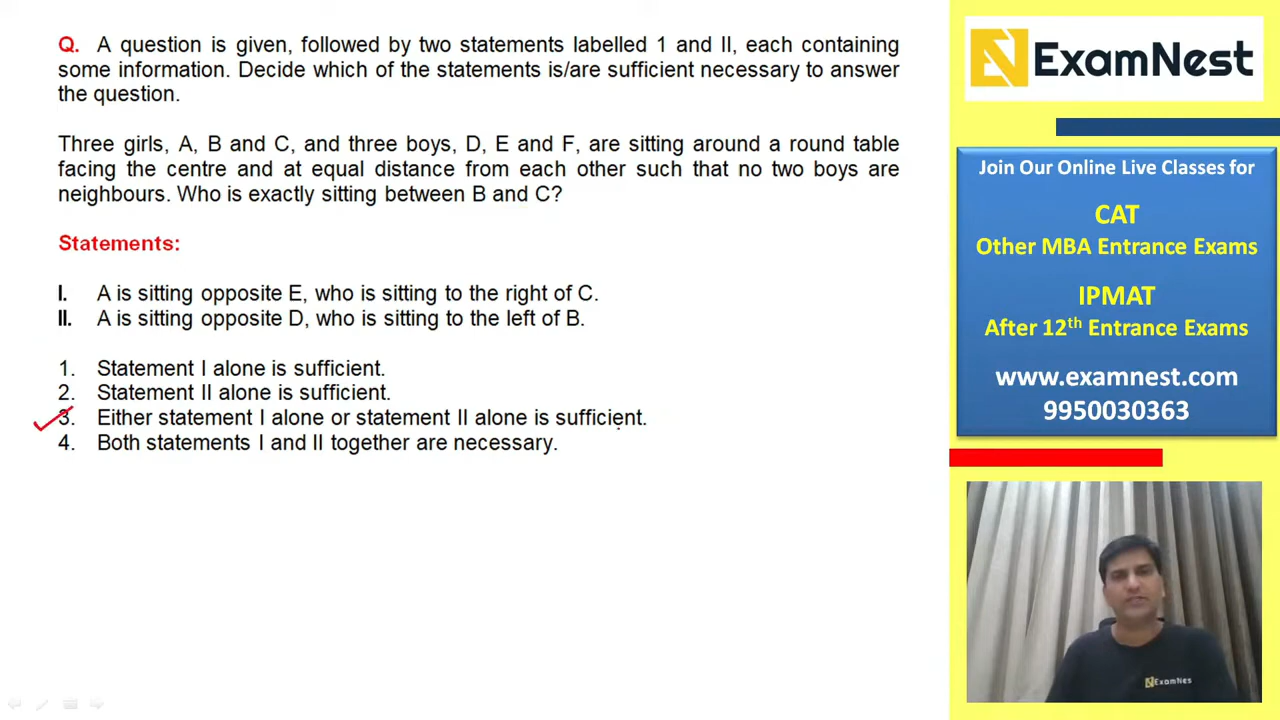 Q. A question is given, followed by two statements labelled 1 and II, each containing
some information. Decide which of the statements is/are sufficient necessary to answer
the question.
Three girls, A, B and C, and three boys, D, E and F, are sitting around a round table
facing the centre and at equal distance from each other such that no two boys are
neighbours. Who is exactly sitting between B and C?
Statements:
I. A is sitting opposite E, who is sitting to the right of C.
II. A is sitting opposite D, who is sitting to the left of B.
1. Statement I alone is sufficient.
2. Statement II alone is sufficient.
3. Either statement I alone or statement II alone is sufficient.
4. Both statements I and II together are necessary.
ExamNest
Join Our Online Live Classes for
CAT
Other MBA Entrance Exams
IPMAT
After 12th Entrance Exams
www.examnest.com
9950030363
ExamNest